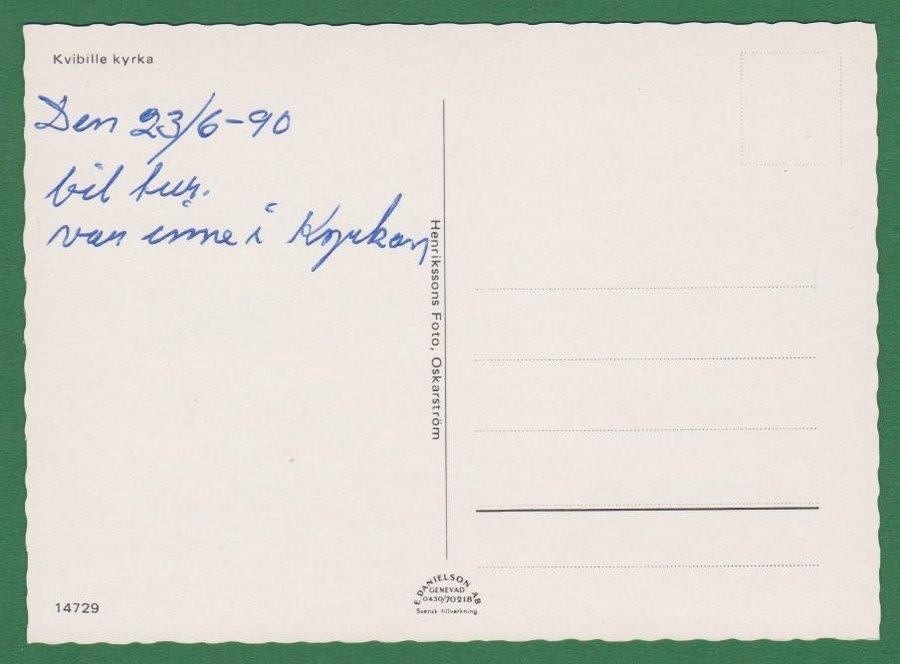 Kvibille kyrka
Den 23/6-90
bil tur.
var inne i Kyrkan
Henrikssons Foto, Oskarström
14729
E. DANIELSON AB
GENEVAD
0430/70218
Svensk tillverkning